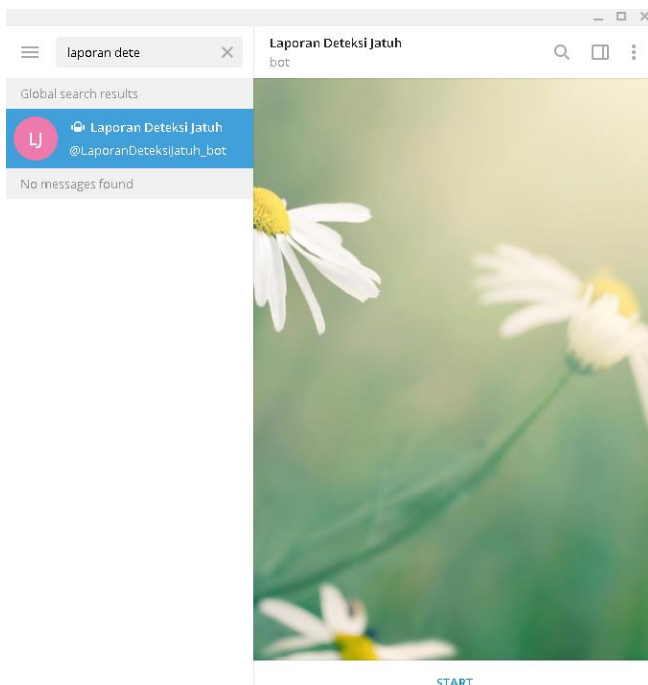 laporan dete
Global search results
LJ
Laporan Deteksi Jatuh
@LaporanDeteksiJatuh_bot
No messages found
Laporan Deteksi Jatuh
bot
START